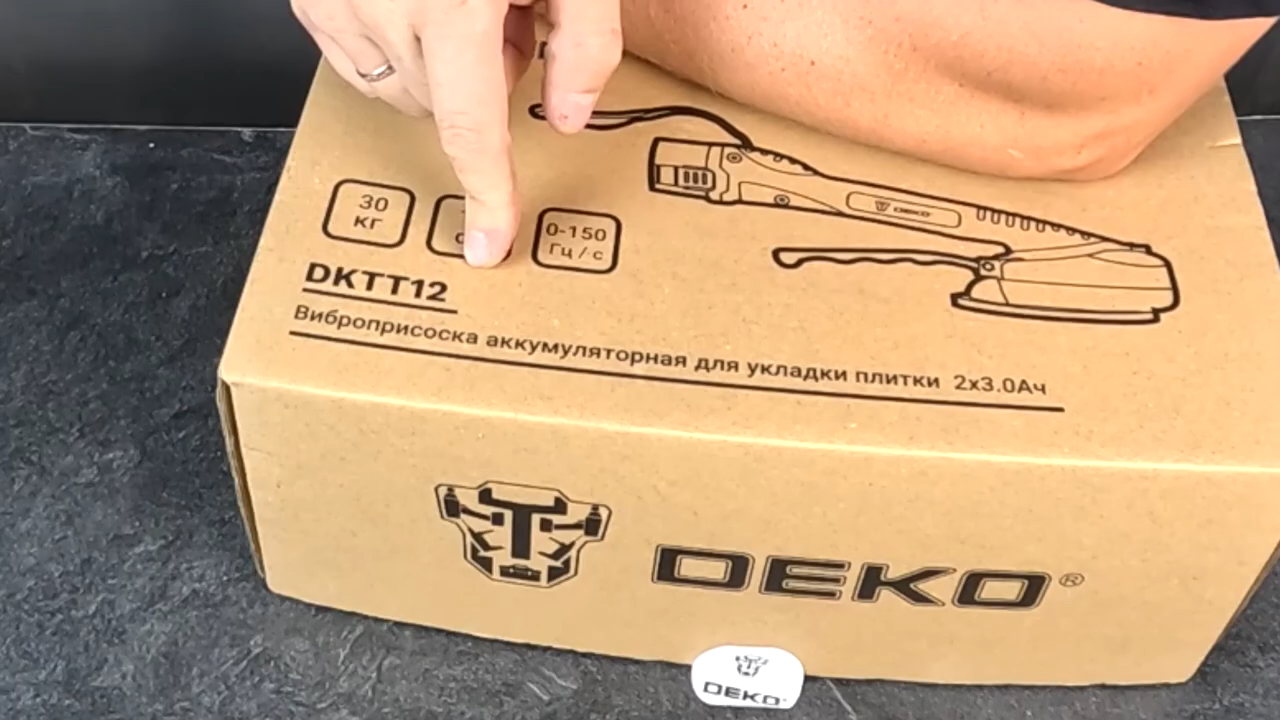 30
кг
0-150
Гц / с
DEKO
DKTT12
Виброприсоска аккумуляторная для укладки плитки 2x3.0Ач
DEKO®
DEKO